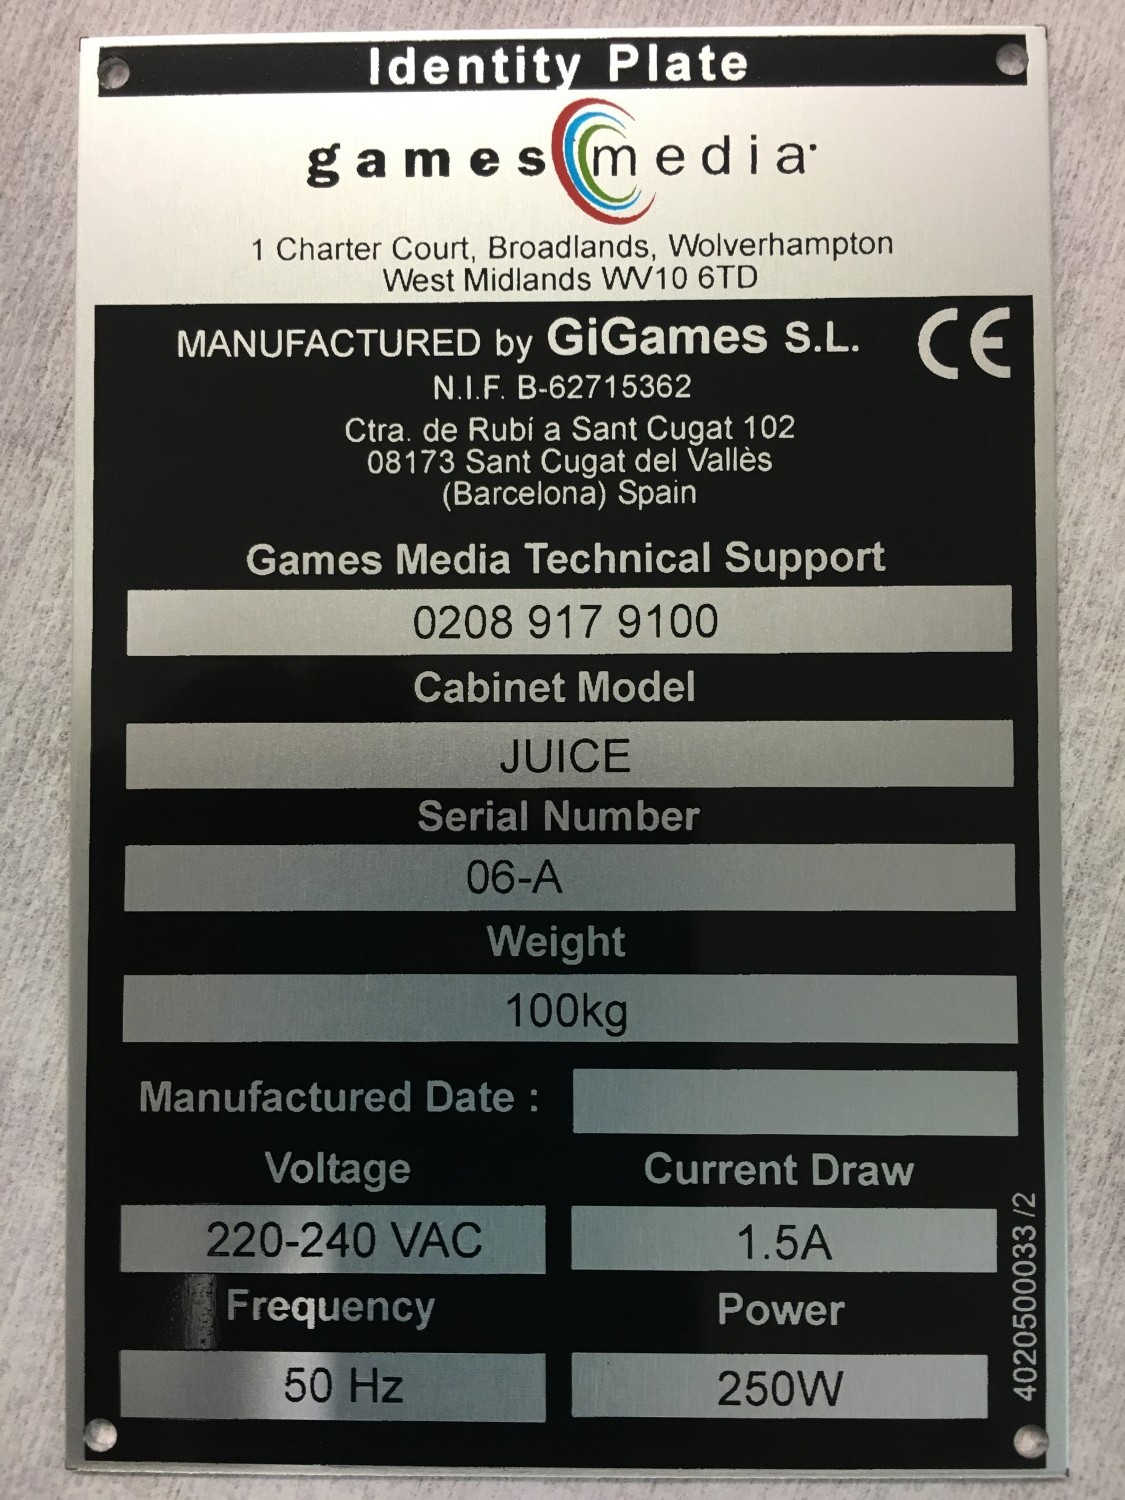 Identity Plate
games media
1 Charter Court, Broadlands, Wolverhampton
West Midlands WV10 6TD
MANUFACTURED by GiGames S.L.
CE
N.I.F. B-62715362
Ctra. de Rubí a Sant Cugat 102
08173 Sant Cugat del Vallès
(Barcelona) Spain
Games Media Technical Support
0208 917 9100
Cabinet Model
JUICE
Serial Number
06-A
Weight
100kg
Manufactured Date :
Voltage
Current Draw
220-240 VAC
1.5A
Frequency
Power
50 Hz
250W
4020500033 /2